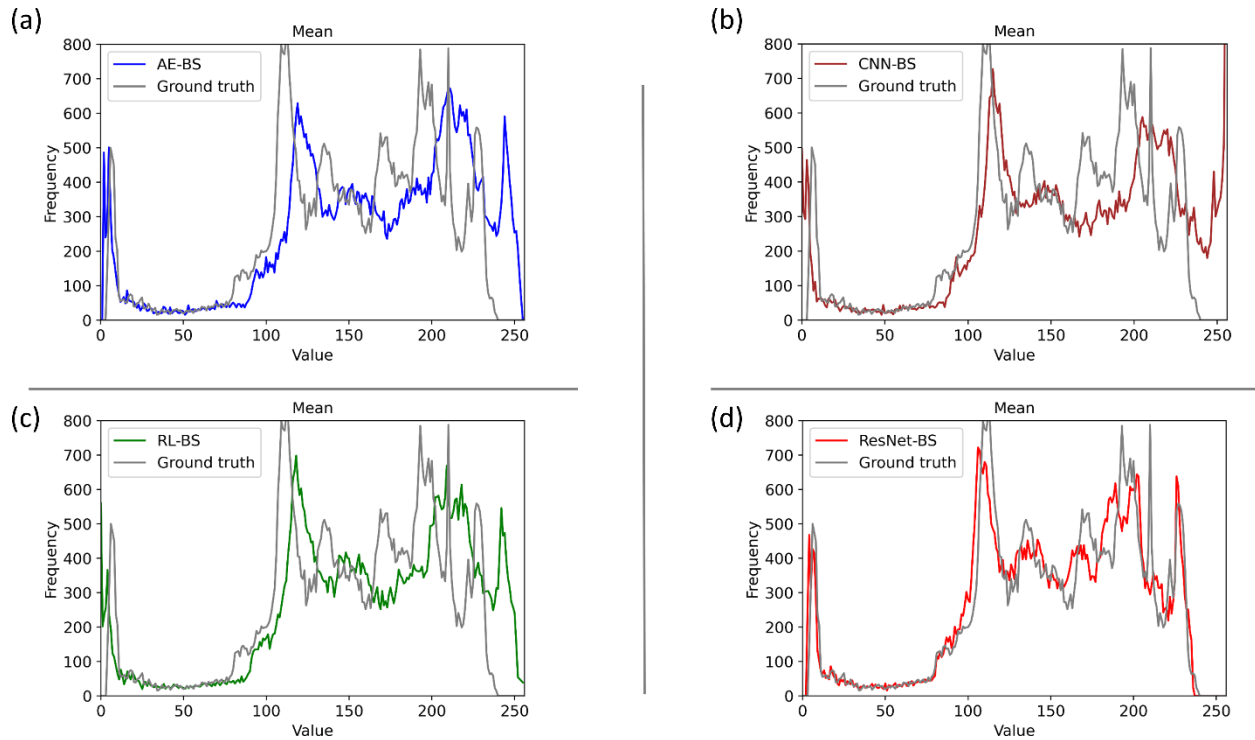 (a)
Mean
AE-BS
Ground truth
Frequency
800
700
600
500
400
300
200
100
0
0 50 100 150 200 250
Value
(b)
Mean
CNN-BS
Ground truth
Frequency
800
700
600
500
400
300
200
100
0
0 50 100 150 200 250
Value
(c)
Mean
RL-BS
Ground truth
Frequency
800
700
600
500
400
300
200
100
0
0 50 100 150 200 250
Value
(d)
Mean
ResNet-BS
Ground truth
Frequency
800
700
600
500
400
300
200
100
0
0 50 100 150 200 250
Value